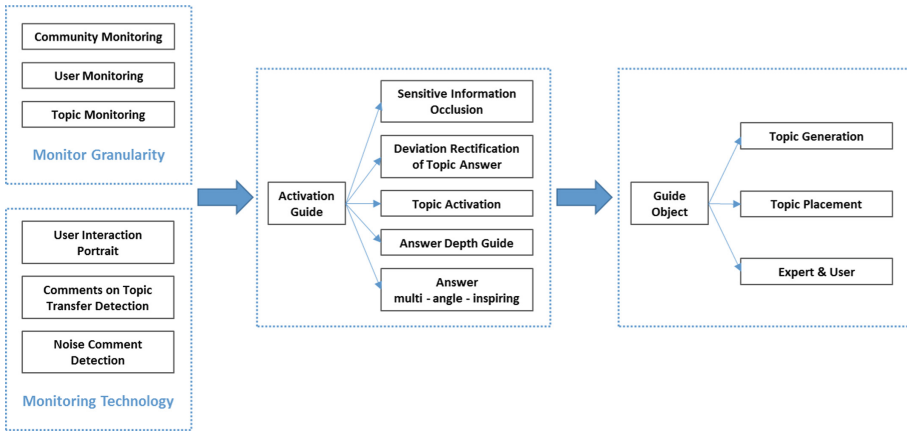 Community Monitoring
User Monitoring
Topic Monitoring
Monitor Granularity
User Interaction
Portrait
Comments on Topic
Transfer Detection
Noise Comment
Detection
Monitoring Technology
Activation
Guide
Sensitive Information
Occlusion
Deviation Rectification
of Topic Answer
Topic Activation
Answer Depth Guide
Answer
multi - angle - inspiring
Guide
Object
Topic Generation
Topic Placement
Expert & User